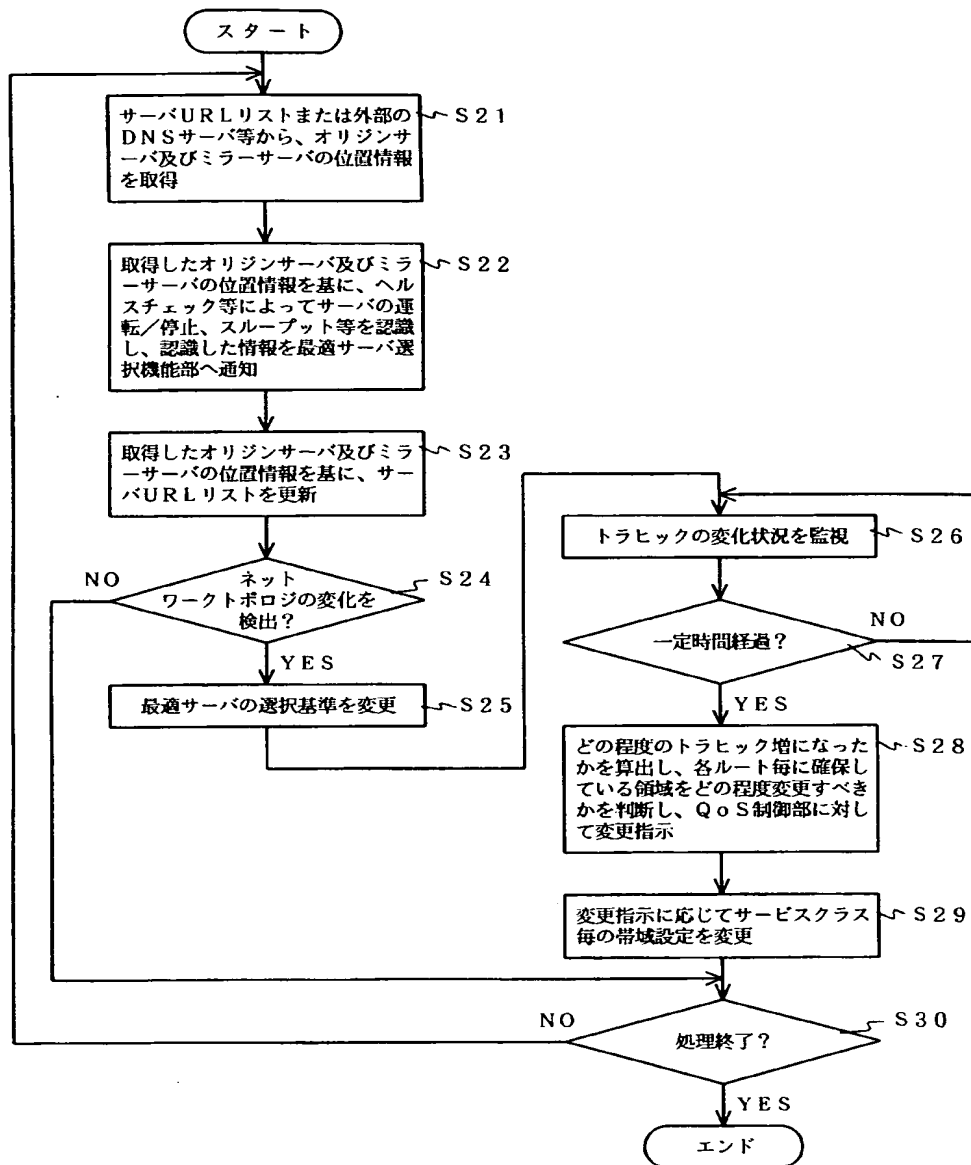 スタート
サーバURLリストまたは外部の
DNSサーバ等から、オリジンサ
ーバ及びミラーサーバの位置情報
を取得
S21
取得したオリジンサーバ及びミラ
ーサーバの位置情報を基に、ヘル
スチェック等によってサーバの運
転/停止、スループット等を認識
し、認識した情報を最適サーバ選
択機能部へ通知
S22
取得したオリジンサーバ及びミラ
ーサーバの位置情報を基に、サー
バURLリストを更新
S23
ネット
ワークトポロジの変化を
検出?
S24
NO
YES
最適サーバの選択基準を変更
S25
トラヒックの変化状況を監視
S26
一定時間経過?
NO
S27
YES
どの程度のトラヒック増になった
かを算出し、各ルート毎に確保し
ている領域をどの程度変更すべき
かを判断し、QoS制御部に対し
て変更指示
S28
変更指示に応じてサービスクラス
毎の帯域設定を変更
S29
処理終了?
S30
NO
YES
エンド